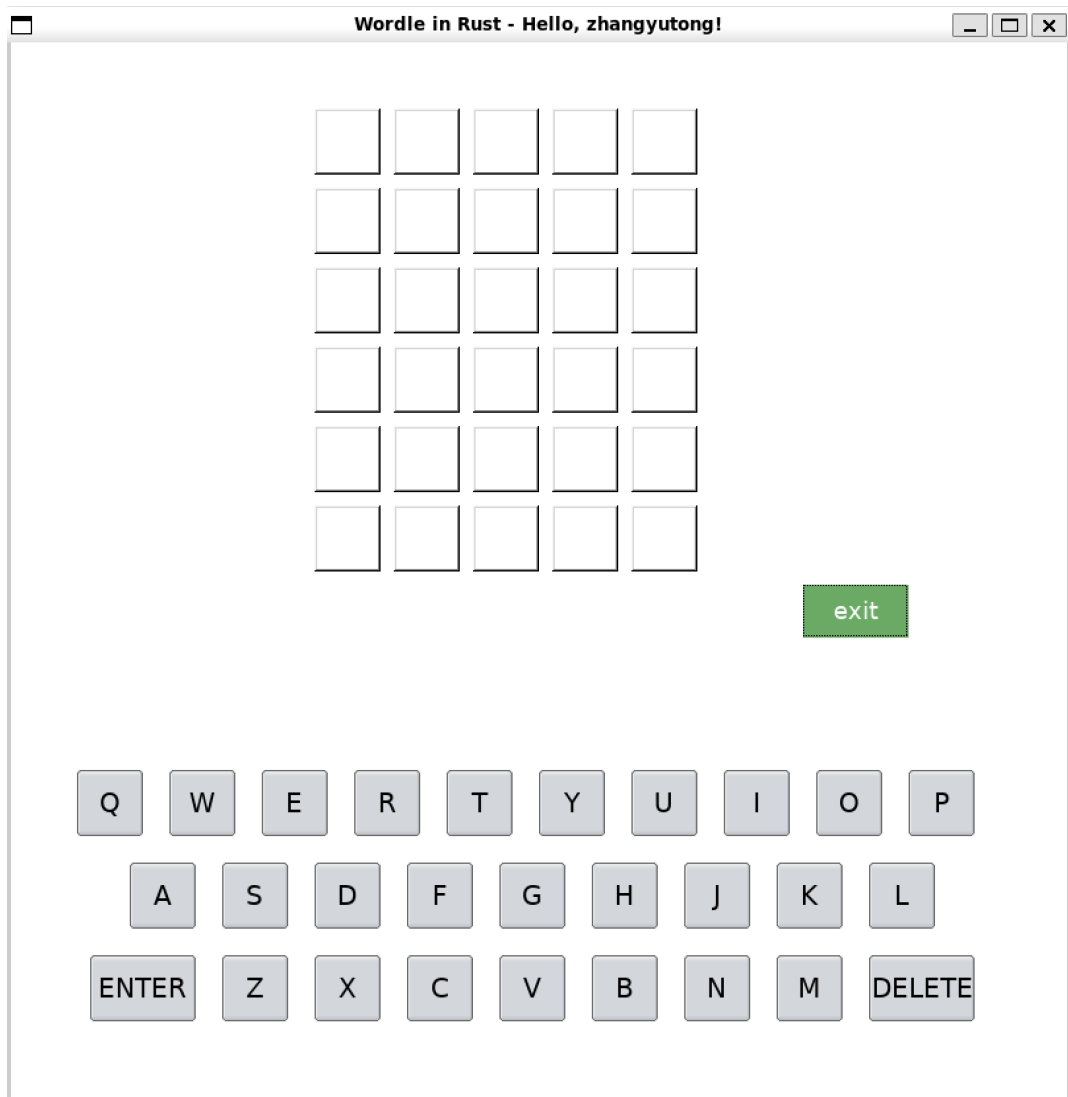 Wordle in Rust - Hello, zhangyutong!
exit
Q W E R T Y U I O P
A S D F G H J K L
ENTER Z X C V B N M DELETE